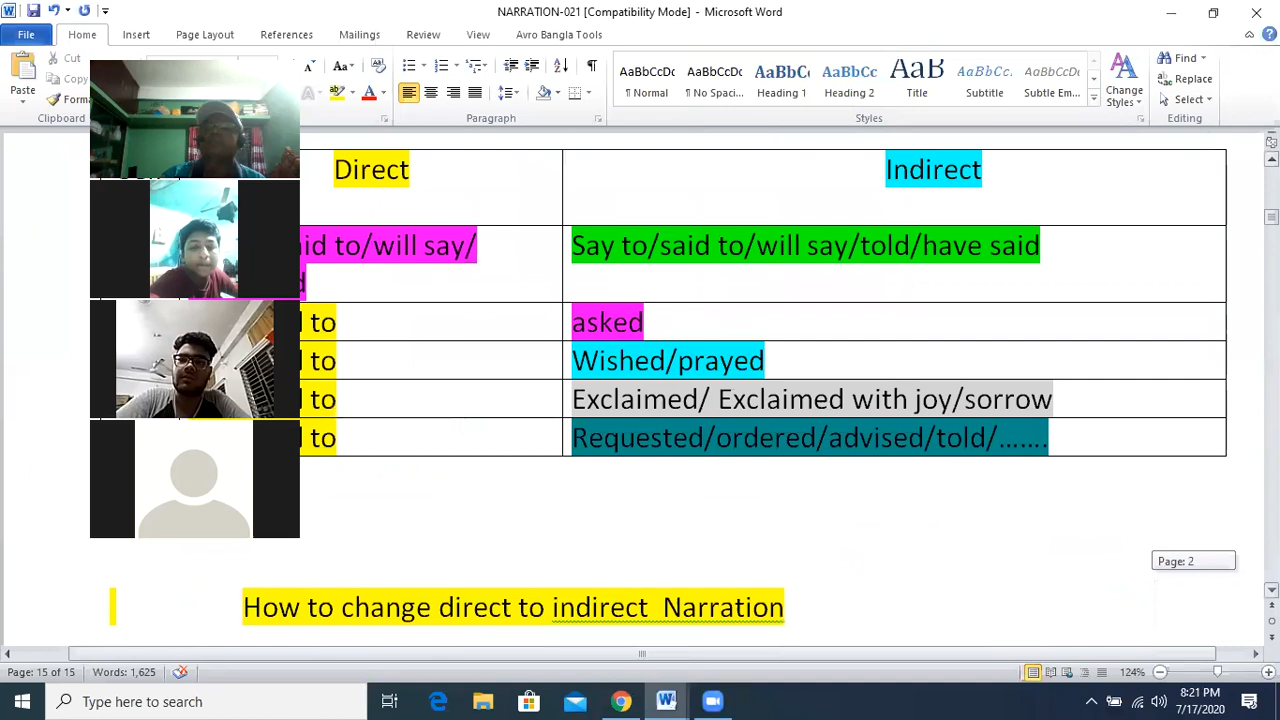 NARRATION-021 [Compatibility Mode] - Microsoft Word
File Home Insert Page Layout References Mailings Review View Avro Bangla Tools
Cut
Copy
Paste
Clipboard
Aa
Paragraph
AaBbCcDc AaBbCcDc AaBbCc AaBbCc AaB AaBbCc AaBbCcDc
¶ Normal ¶ No Spaci... Heading 1 Heading 2 Title Subtitle Subtle Em...
Change Styles
Styles
Find
Replace
Select
Editing
Direct Indirect
to/will say/ Say to/said to/will say/told/have said
to asked
to Wished/prayed
to Exclaimed/ Exclaimed with joy/sorrow
to Requested/ordered/advised/told/…….
Page: 2
How to change direct to indirect Narration
Page: 15 of 15 Words: 1,625 124%
Type here to search
8:21 PM
7/17/2020